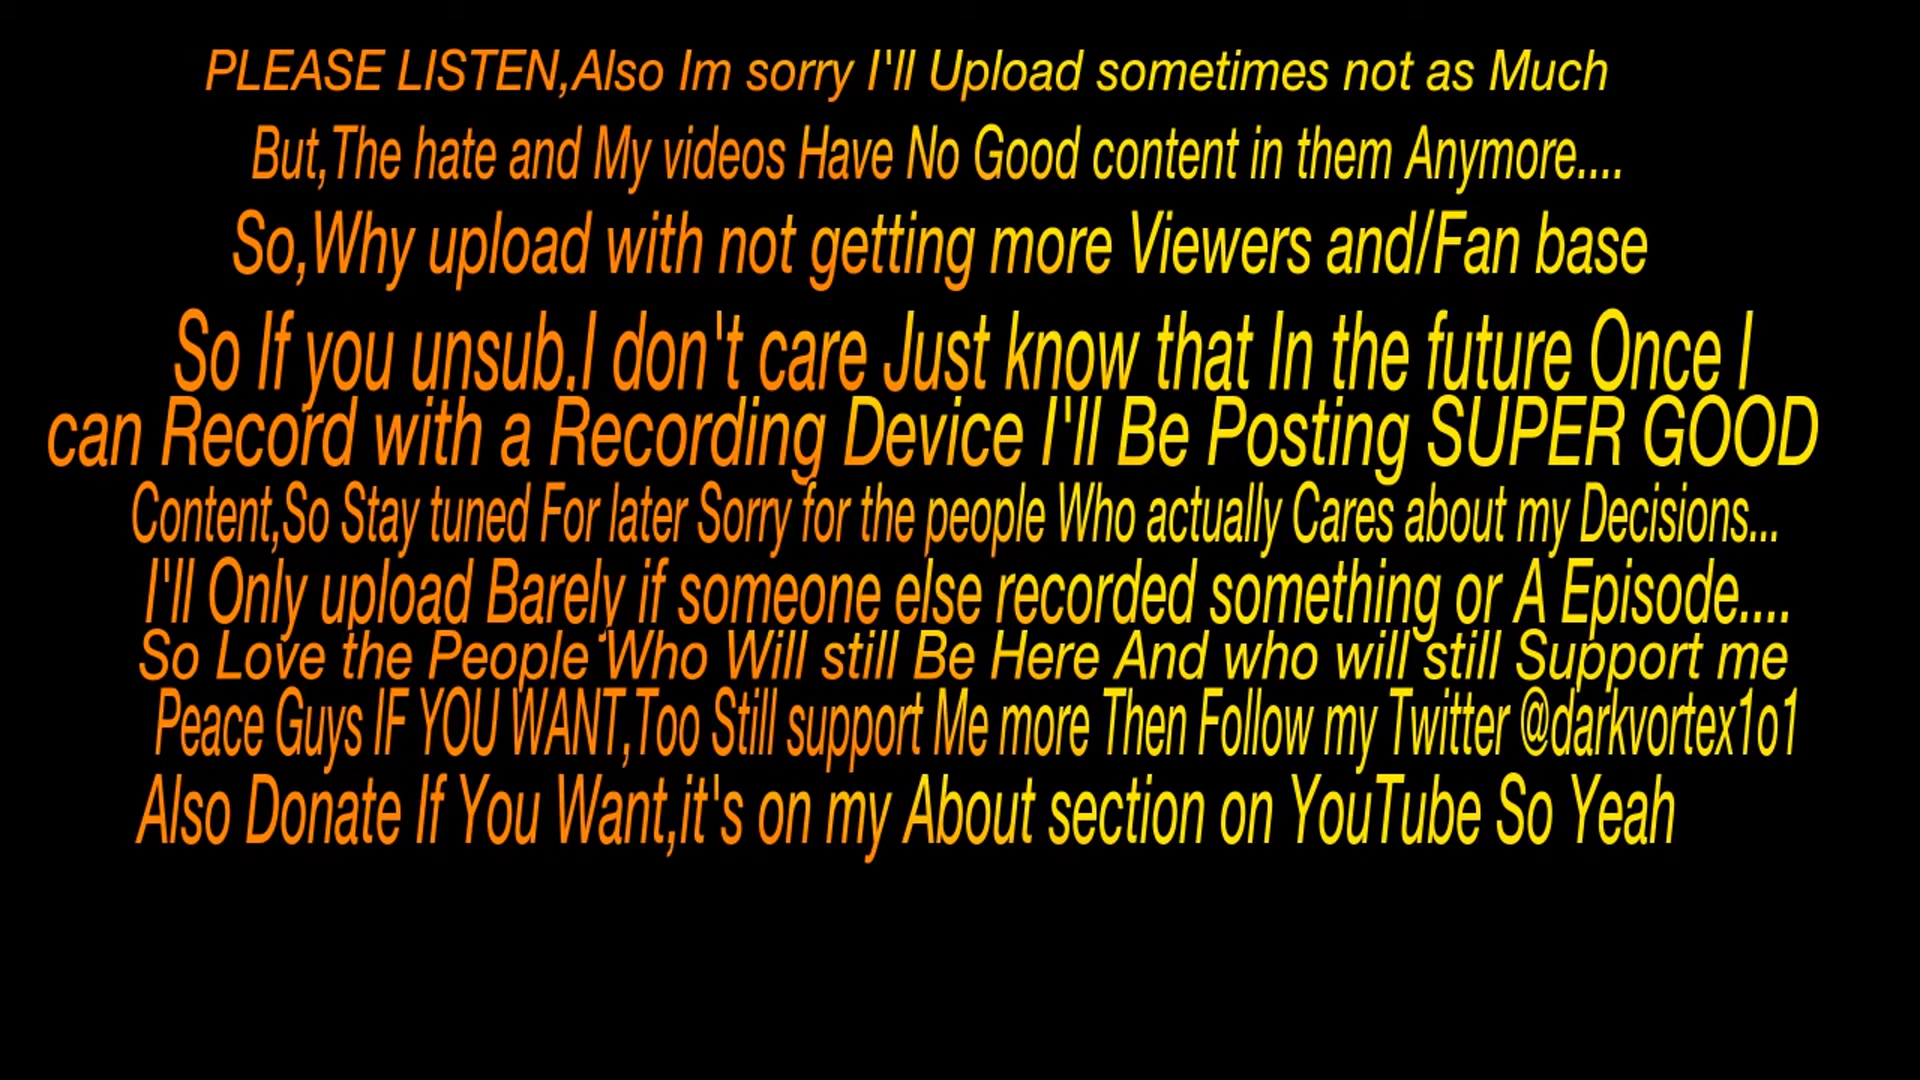 PLEASE LISTEN,Also Im sorry I'll Upload sometimes not as Much
But,The hate and My videos Have No Good content in them Anymore....
So,Why upload with not getting more Viewers and/Fan base
So If you unsub.I don't care Just know that In the future Once I
can Record with a Recording Device I'll Be Posting SUPER GOOD
Content,So Stay tuned For later Sorry for the people Who actually Cares about my Decisions...
I'll Only upload Barely if someone else recorded something or A Episode....
So Love the People Who Will still Be Here And who will still Support me
Peace Guys IF YOU WANT,Too Still support Me more Then Follow my Twitter @darkvortex1o1
Also Donate If You Want,it's on my About section on YouTube So Yeah